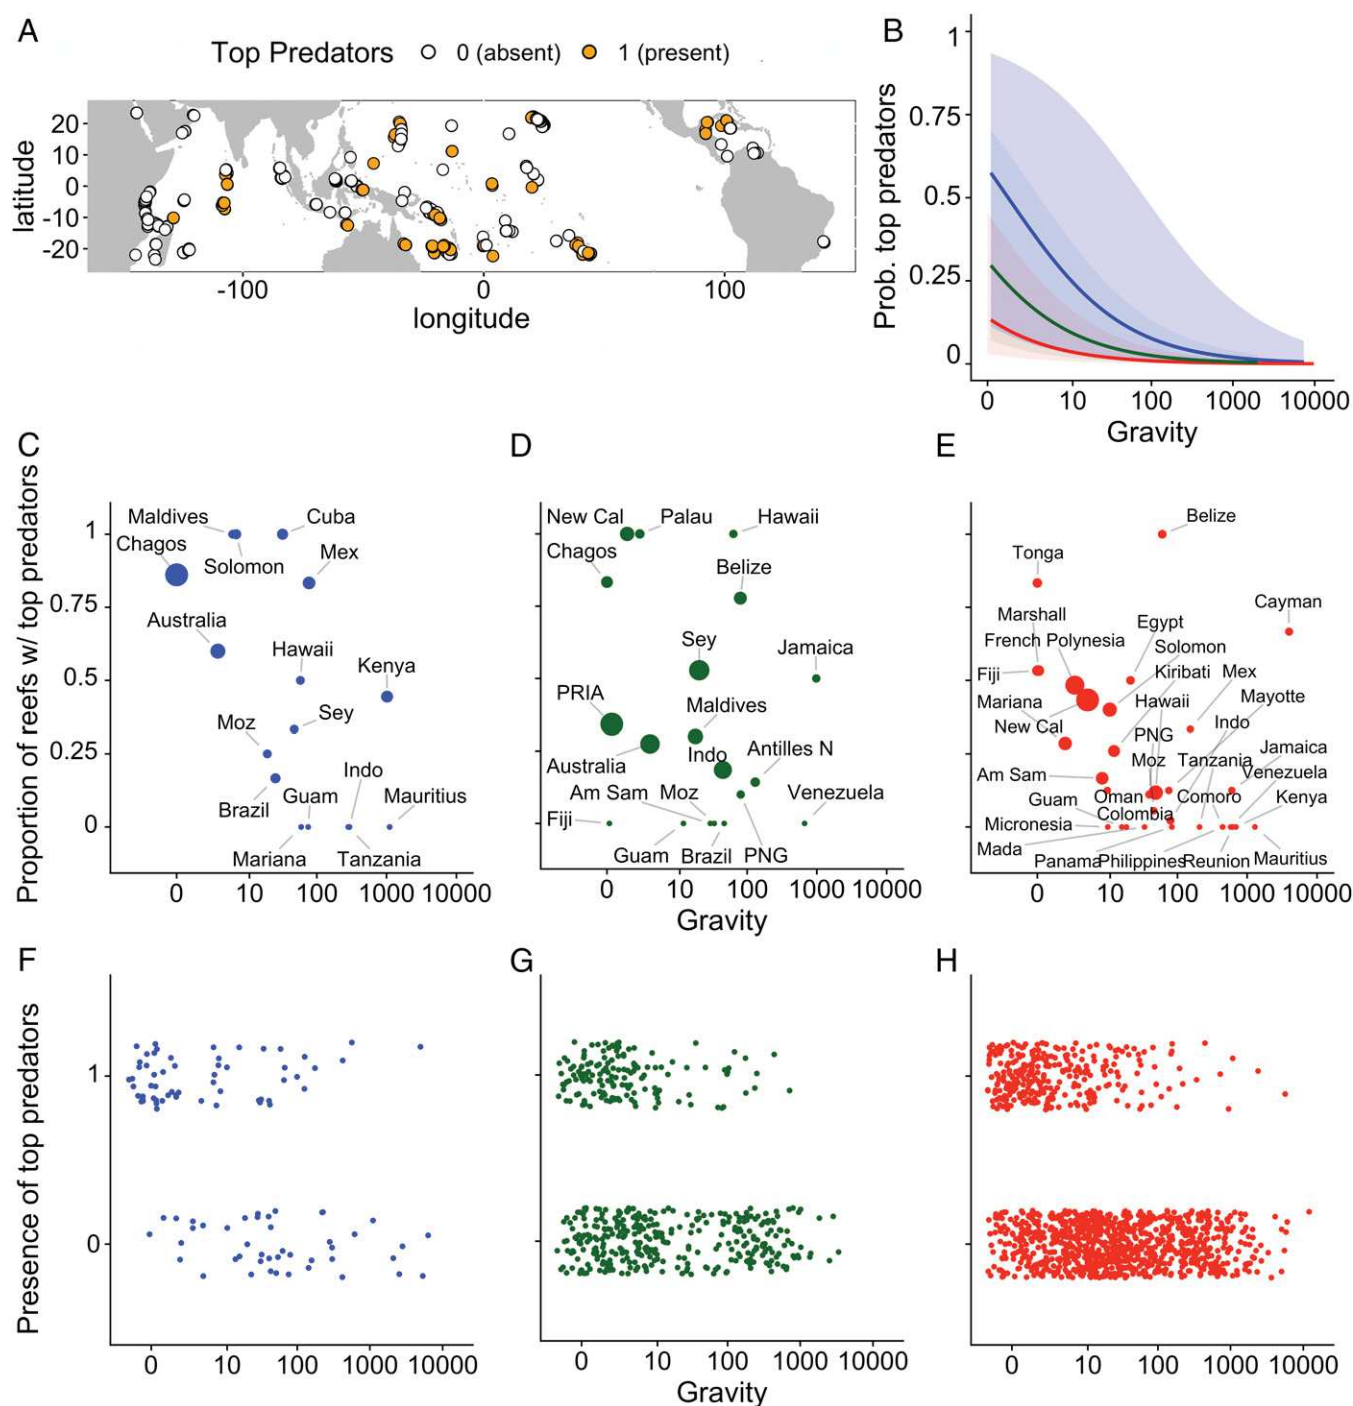 A
Top Predators 0 (absent) 1 (present)
latitude
20
10
0
-10
-20
-100 0 100
longitude
B
Prob. top predators
1
0.75
0.5
0.25
0
0 10 100 1000 10000
Gravity
C
Proportion of reefs w/ top predators
1
0.75
0.5
0.25
0
Maldives
Cuba
Chagos
Solomon
Mex
Australia
Hawaii
Kenya
Moz
Sey
Brazil
Guam
Indo
Mauritius
Mariana
Tanzania
0 10 100 1000 10000
D
New Cal
Palau
Hawaii
Chagos
Belize
Sey
Jamaica
PRIA
Maldives
Australia
Indo
Antilles N
Am Sam
Moz
Fiji
Venezuela
Guam
Brazil
PNG
0 10 100 1000 10000
Gravity
E
Belize
Tonga
Cayman
Marshall
Egypt
French Polynesia
Solomon
Fiji
Kiribati
Mex
Mariana
Hawaii
Mayotte
New Cal
PNG
Indo
Am Sam
Moz
Tanzania
Jamaica
Venezuela
Guam
Oman
Comoro
Kenya
Micronesia
Colombia
Mada
Panama
Philippines
Reunion
Mauritius
0 10 100 1000 10000
F
Presence of top predators
1
0
0 10 100 1000 10000
G
0 10 100 1000 10000
Gravity
H
0 10 100 1000 10000